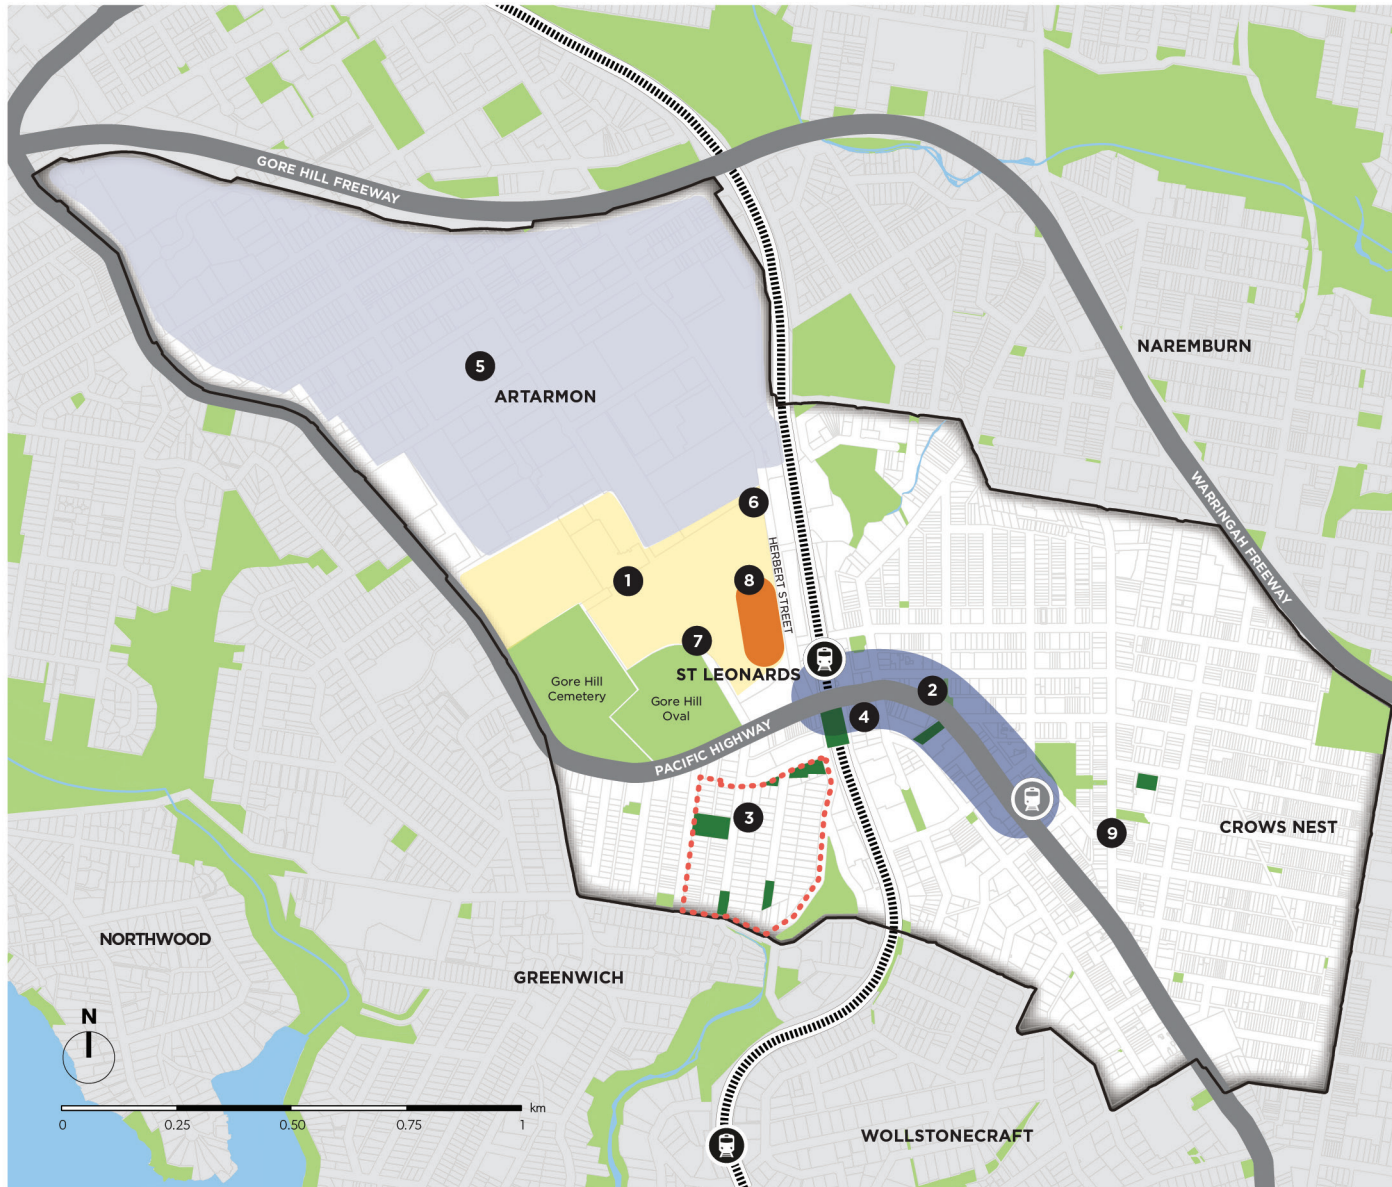 GORE HILL FREEWAY
NAREMBURN
5
ARTARMON
WARRINGAH FREEWAY
6
HERBERT STREET
1
8
7
ST LEONARDS
Gore Hill
Cemetery
Gore Hill
Oval
2
4
PACIFIC HIGHWAY
3
9
CROWS NEST
NORTHWOOD
GREENWICH
N
km
0
0.25
0.50
0.75
1
WOLLSTONECRAFT